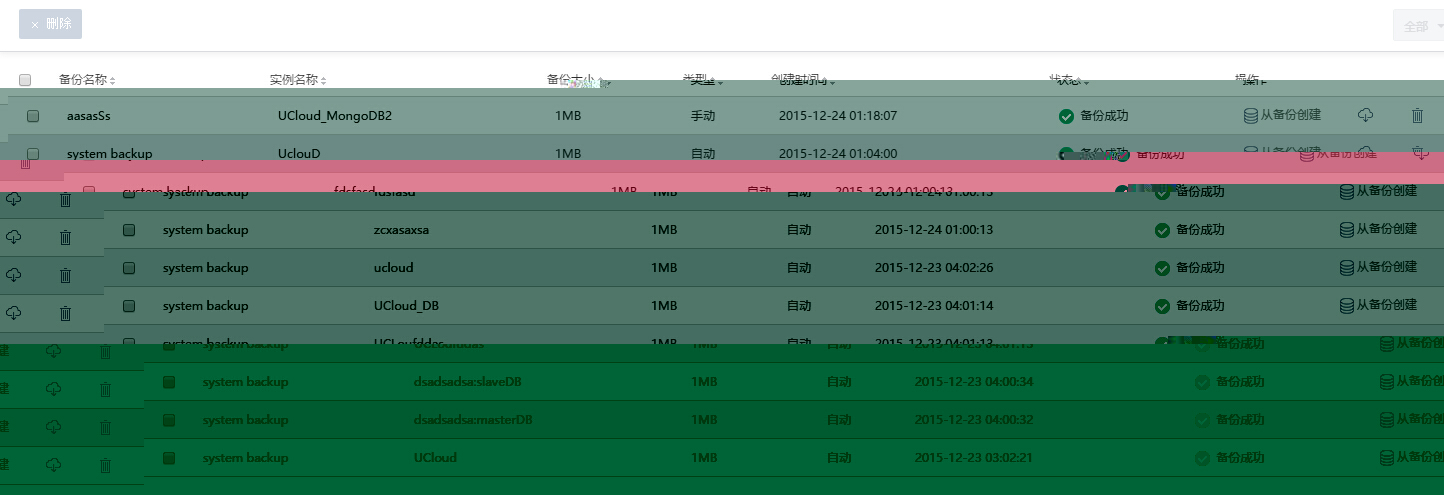 × 删除
全部
备份名称 实例名称 备份大小 类型 创建时间 状态 操作
aasasSs UCloud_MongoDB2 1MB 手动 2015-12-24 01:18:07 备份成功 从备份创建
system backup UclouD 1MB 自动 2015-12-24 01:04:00 备份成功 从备份创建
system backup fdsfasd 1MB 自动 2015-12-24 01:00:13 备份成功 从备份创建
system backup zcxasaxsa 1MB 自动 2015-12-24 01:00:13 备份成功 从备份创建
system backup ucloud 1MB 自动 2015-12-23 04:02:26 备份成功 从备份创建
system backup UCloud_DB 1MB 自动 2015-12-23 04:01:14 备份成功 从备份创建
system backup 1MB 自动 2015-12-23 04:01:13 备份成功 从备份创建
system backup dsadsadsa:slaveDB 1MB 自动 2015-12-23 04:00:34 备份成功 从备份创建
system backup dsadsadsa:masterDB 1MB 自动 2015-12-23 04:00:32 备份成功 从备份创建
system backup UCloud 1MB 自动 2015-12-23 03:02:21 备份成功 从备份创建